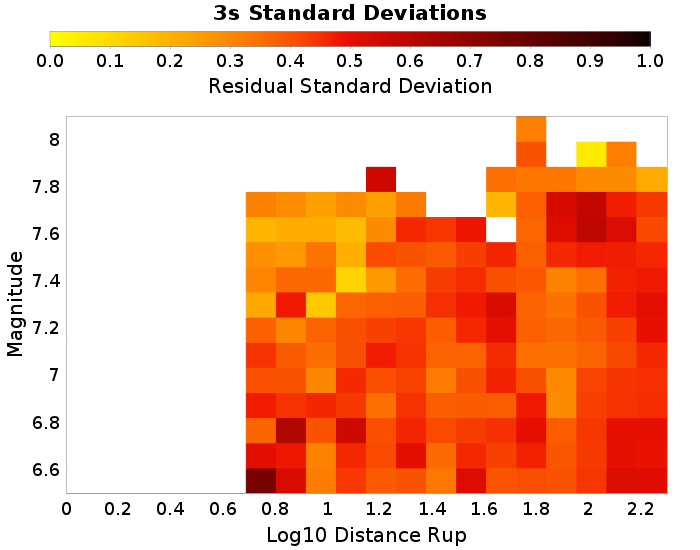 3s Standard Deviations
0.0 0.1 0.2 0.3 0.4 0.5 0.6 0.7 0.8 0.9 1.0
Residual Standard Deviation
8
7.8
7.6
7.4
7.2
7
6.8
6.6
Magnitude
0 0.2 0.4 0.6 0.8 1 1.2 1.4 1.6 1.8 2 2.2
Log10 Distance Rup